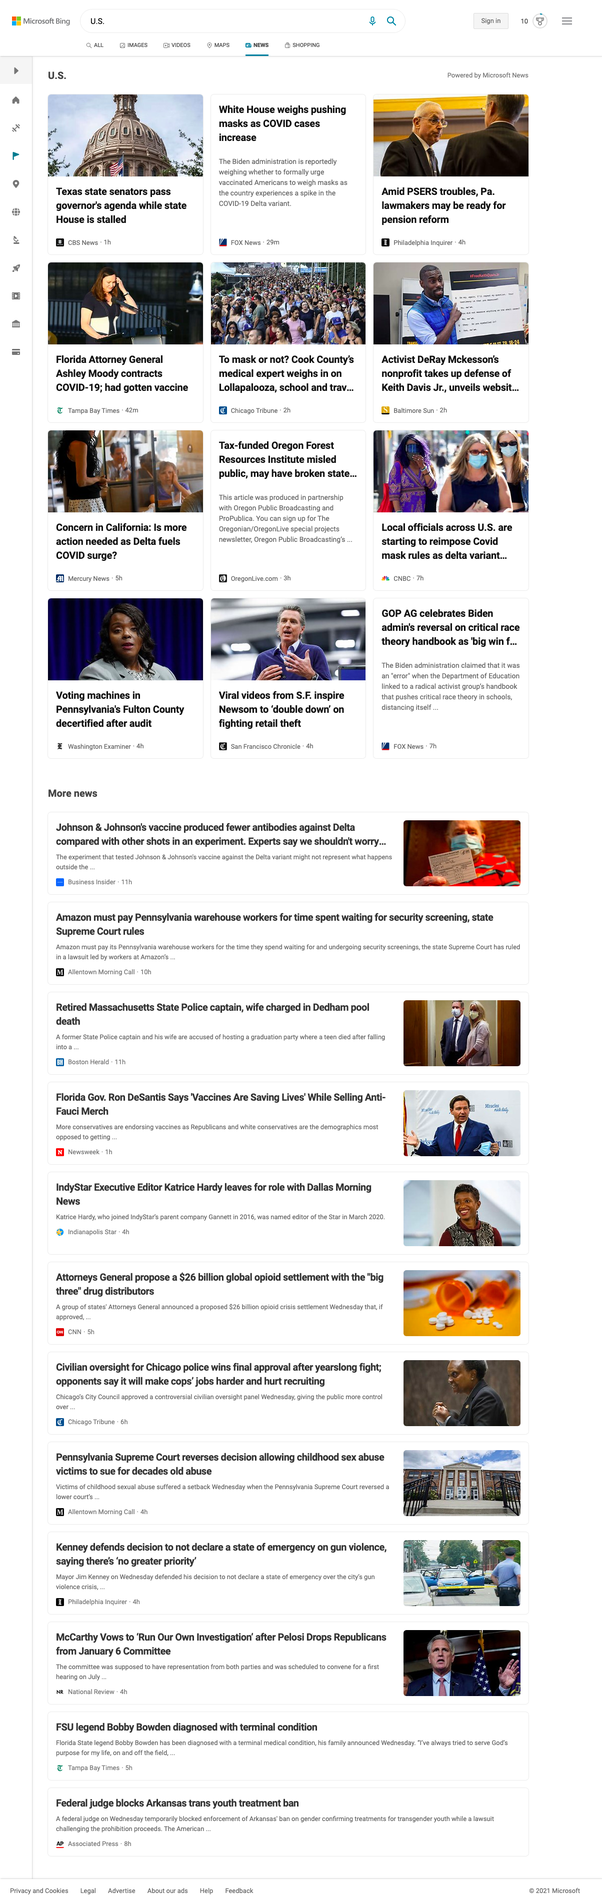 Microsoft Bing
U.S.
Sign in
10
ALL
IMAGES
VIDEOS
MAPS
NEWS
SHOPPING
U.S.
Powered by Microsoft News
Texas state senators pass
governor's agenda while state
House is stalled
CBS News · 1h
White House weighs pushing
masks as COVID cases
increase
The Biden administration is reportedly
weighing whether to formally urge
vaccinated Americans to weigh masks as
the country experiences a spike in the
COVID-19 Delta variant.
FOX News · 29m
Amid PSERS troubles, Pa.
lawmakers may be ready for
pension reform
Philadelphia Inquirer · 4h
Florida Attorney General
Ashley Moody contracts
COVID-19; had gotten vaccine
Tampa Bay Times · 42m
To mask or not? Cook County's
medical expert weighs in on
Lollapalooza, school and trav...
Chicago Tribune · 2h
Activist DeRay Mckesson's
nonprofit takes up defense of
Keith Davis Jr., unveils websit...
Baltimore Sun · 2h
Concern in California: Is more
action needed as Delta fuels
COVID surge?
Mercury News · 5h
Tax-funded Oregon Forest
Resources Institute misled
public, may have broken state...
This article was produced in partnership
with Oregon Public Broadcasting and
ProPublica. You can sign up for The
Oregonian/OregonLive special projects
newsletter, Oregon Public Broadcasting's ...
OregonLive.com · 3h
Local officials across U.S. are
starting to reimpose Covid
mask rules as delta variant...
CNBC · 7h
Voting machines in
Pennsylvania's Fulton County
decertified after audit
Washington Examiner · 4h
Viral videos from S.F. inspire
Newsom to 'double down' on
fighting retail theft
San Francisco Chronicle · 4h
GOP AG celebrates Biden
admin's reversal on critical race
theory handbook as 'big win f...
The Biden administration claimed that it was
an "error" when the Department of Education
linked to a radical activist group's handbook
that pushes critical race theory in schools,
distancing itself ...
FOX News · 7h
More news
Johnson & Johnson's vaccine produced fewer antibodies against Delta
compared with other shots in an experiment. Experts say we shouldn't worry...
The experiment that tested Johnson & Johnson's vaccine against the Delta variant might not represent what happens
outside the ...
Business Insider · 11h
Amazon must pay Pennsylvania warehouse workers for time spent waiting for security screening, state
Supreme Court rules
Amazon must pay its Pennsylvania warehouse workers for the time they spend waiting for and undergoing security screenings, the state Supreme Court has ruled
in a lawsuit led by workers at Amazon's ...
Allentown Morning Call · 10h
Retired Massachusetts State Police captain, wife charged in Dedham pool
death
A former State Police captain and his wife are accused of hosting a graduation party where a teen died after falling
into a ...
Boston Herald · 11h
Florida Gov. Ron DeSantis Says 'Vaccines Are Saving Lives' While Selling Anti-
Fauci Merch
More conservatives are endorsing vaccines as Republicans and white conservatives are the demographics most
opposed to getting ...
Newsweek · 1h
IndyStar Executive Editor Katrice Hardy leaves for role with Dallas Morning
News
Katrice Hardy, who joined IndyStar's parent company Gannett in 2016, was named editor of the Star in March 2020.
Indianapolis Star · 4h
Attorneys General propose a $26 billion global opioid settlement with the "big
three" drug distributors
A group of states' Attorneys General announced a proposed $26 billion opioid crisis settlement Wednesday that, if
approved, ...
CNN · 5h
Civilian oversight for Chicago police wins final approval after yearslong fight;
opponents say it will make cops' jobs harder and hurt recruiting
Chicago's City Council approved a controversial civilian oversight panel Wednesday, giving the public more control
over ...
Chicago Tribune · 6h
Pennsylvania Supreme Court reverses decision allowing childhood sex abuse
victims to sue for decades old abuse
Victims of childhood sexual abuse suffered a setback Wednesday when the Pennsylvania Supreme Court reversed a
lower court's ...
Allentown Morning Call · 4h
Kenney defends decision to not declare a state of emergency on gun violence,
saying there's 'no greater priority'
Mayor Jim Kenney on Wednesday defended his decision to not declare a state of emergency over the city's gun
violence crisis, ...
Philadelphia Inquirer · 4h
McCarthy Vows to 'Run Our Own Investigation' after Pelosi Drops Republicans
from January 6 Committee
The committee was supposed to have representation from both parties and was scheduled to convene for a first
hearing on July ...
National Review · 4h
FSU legend Bobby Bowden diagnosed with terminal condition
Florida State legend Bobby Bowden has been diagnosed with a terminal medical condition, his family announced Wednesday. "I've always tried to serve God's
purpose for my life, on and off the field, ...
Tampa Bay Times · 5h
Federal judge blocks Arkansas trans youth treatment ban
A federal judge on Wednesday temporarily blocked enforcement of Arkansas' ban on gender confirming treatments for transgender youth while a lawsuit
challenging the prohibition proceeds. The American ...
Associated Press · 8h
Privacy and Cookies
Legal
Advertise
About our ads
Help
Feedback
© 2021 Microsoft